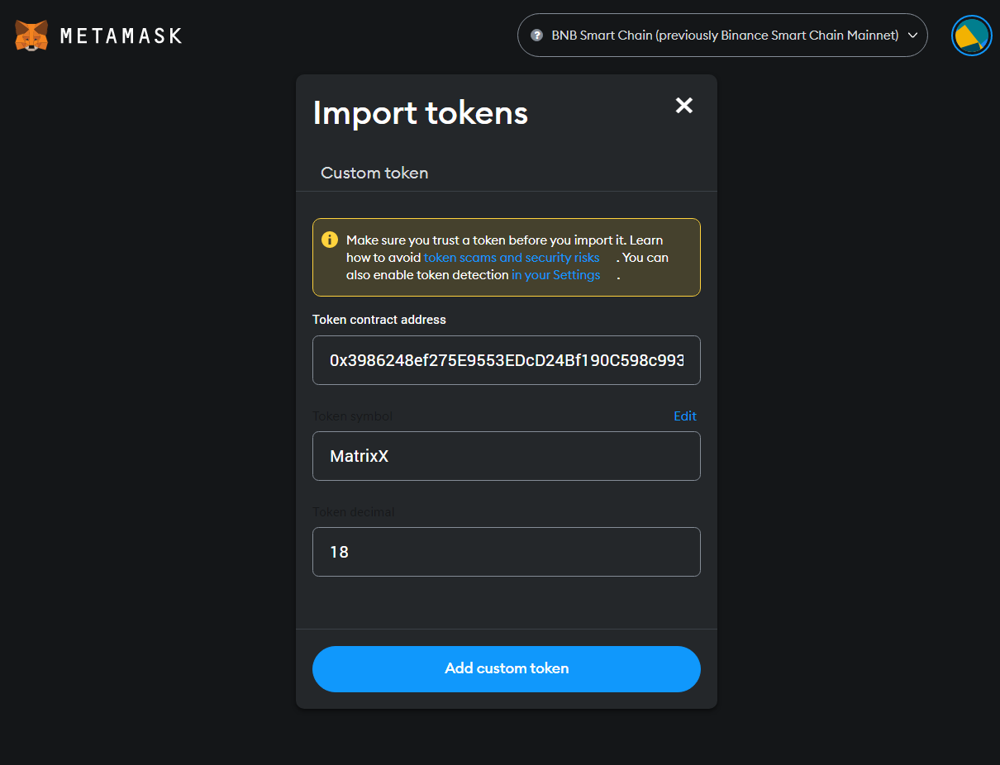 METAMASK
BNB Smart Chain (previously Binance Smart Chain Mainnet)
Import tokens
Custom token
Make sure you trust a token before you import it. Learn
how to avoid token scams and security risks . You can
also enable token detection in your Settings .
Token contract address
0x3986248ef275E9553EDcD24Bf190C598c993
Token symbol
Edit
MatrixX
Token decimal
18
Add custom token